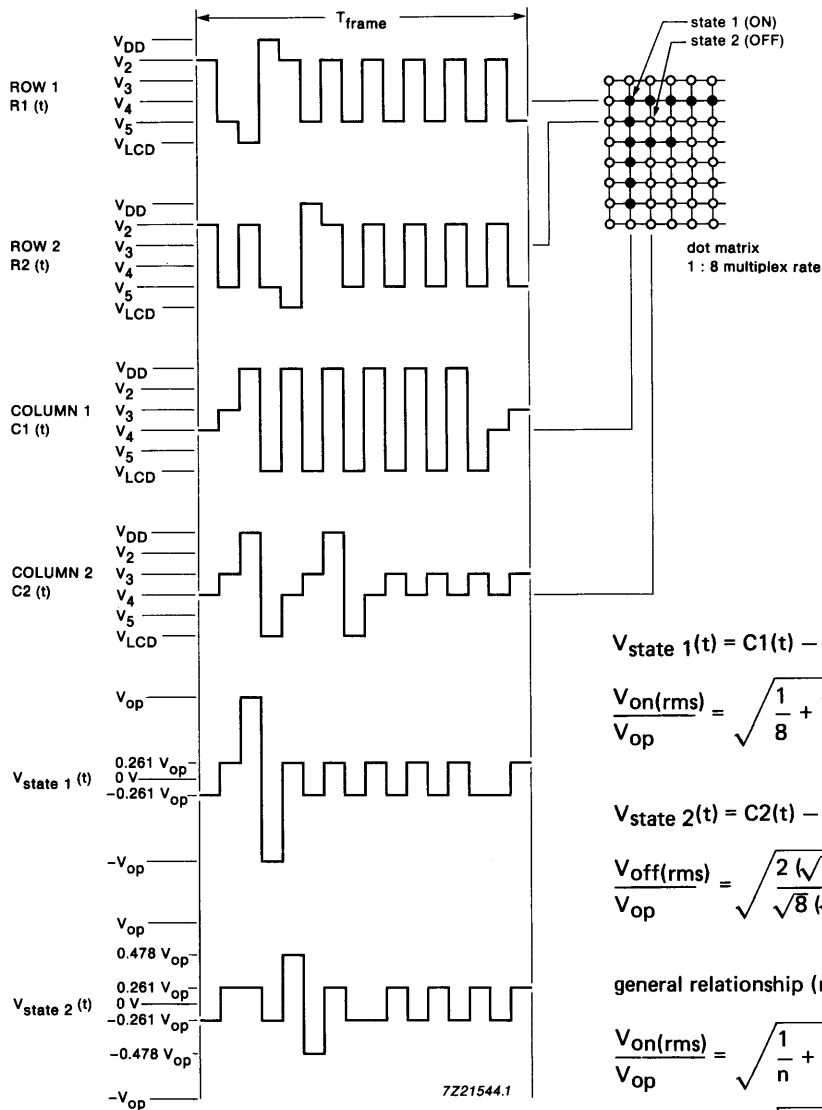 T_frame
state 1 (ON)
state 2 (OFF)
ROW 1
R1 (t)
V_DD
V_2
V_3
V_4
V_5
V_LCD
ROW 2
R2 (t)
V_DD
V_2
V_3
V_4
V_5
V_LCD
dot matrix
1 : 8 multiplex rate
COLUMN 1
C1 (t)
V_DD
V_2
V_3
V_4
V_5
V_LCD
COLUMN 2
C2 (t)
V_DD
V_2
V_3
V_4
V_5
V_LCD
V_state 1 (t)
V_op
0.261 V_op
0 V
-0.261 V_op
-V_op
V_state 2 (t)
V_op
0.478 V_op
0.261 V_op
0 V
-0.261 V_op
-0.478 V_op
-V_op
7Z21544.1
V_state 1(t) = C1(t) −
V_on(rms)/V_op = √ 1/8 +
V_state 2(t) = C2(t) −
V_off(rms)/V_op = √ 2 (√ / √8 (
general relationship (
V_on(rms)/V_op = √ 1/n +